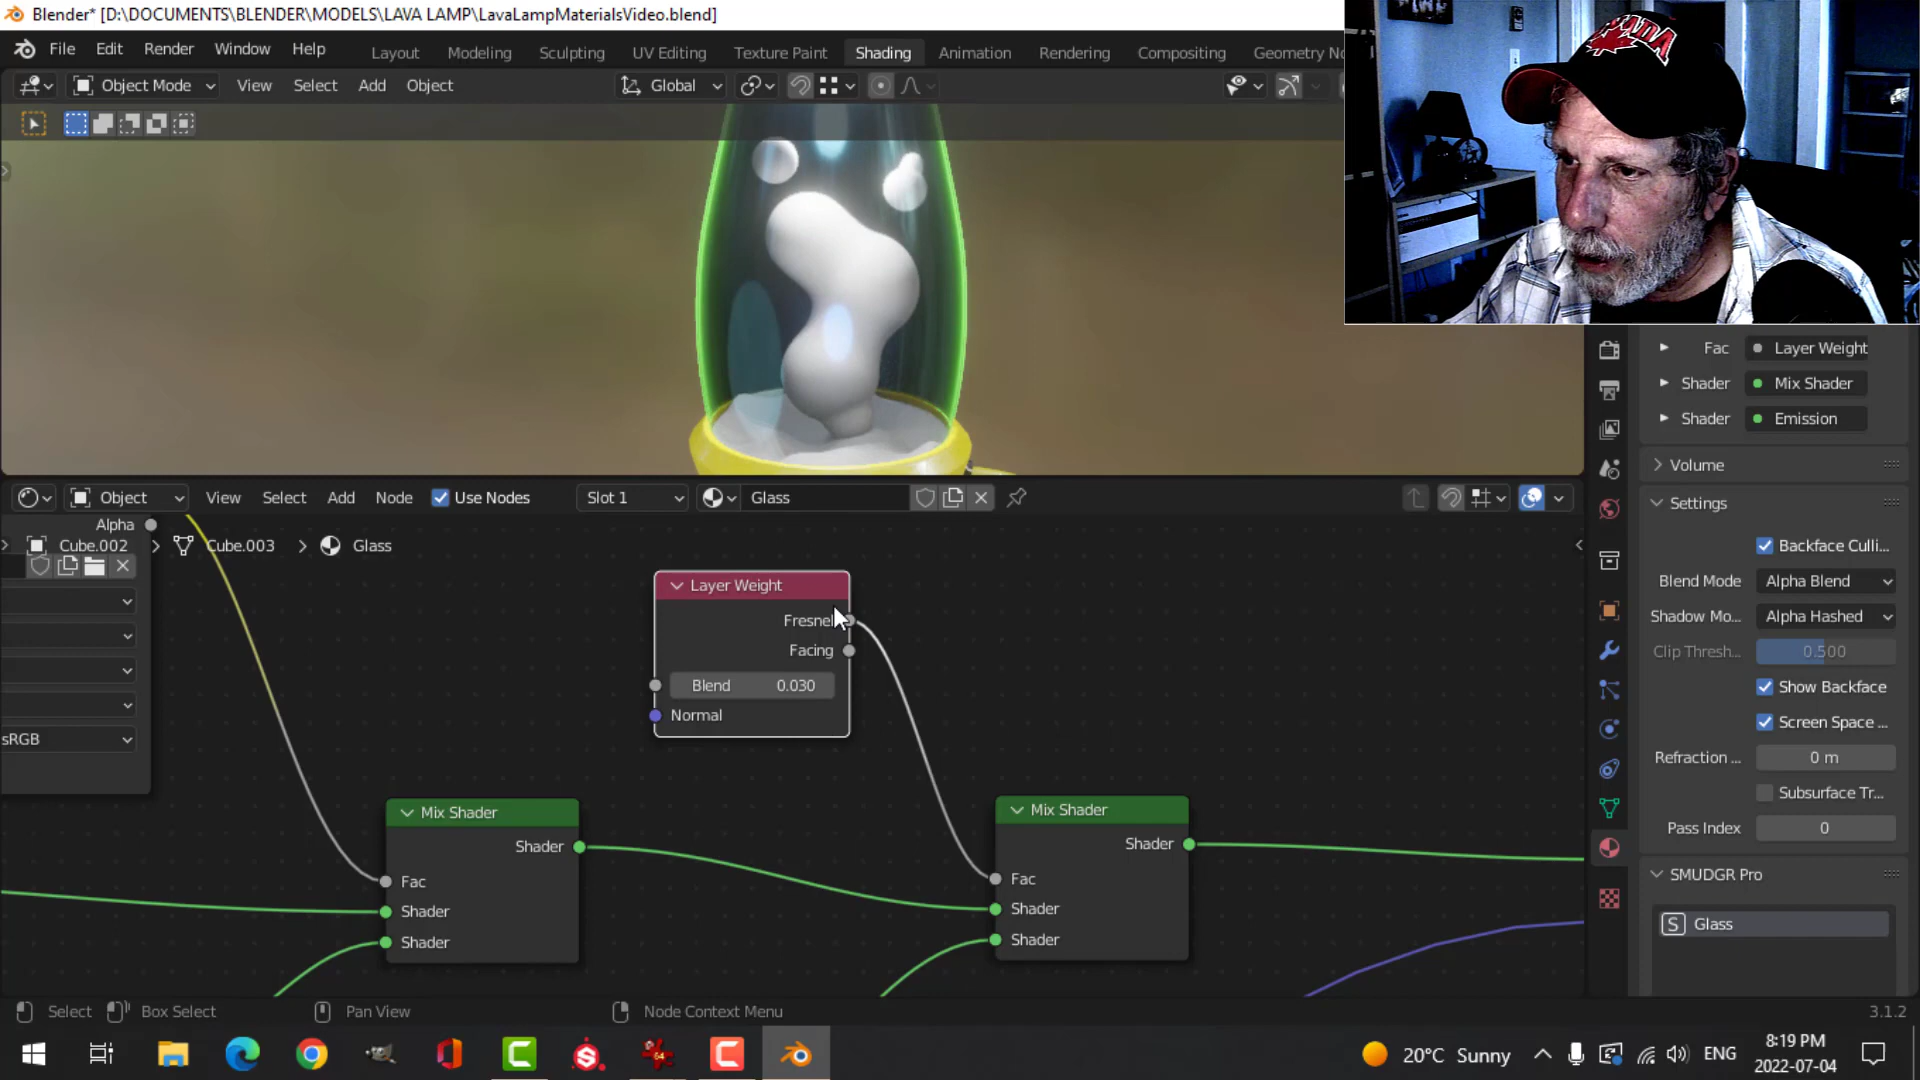 Blender* [D:\DOCUMENTS\BLENDER\MODELS\LAVA LAMP\LavaLampMaterialsVideo.blend]
File Edit Render Window Help Layout Modeling Sculpting UV Editing Texture Paint Shading Animation Rendering Compositing Geometry No
Object Mode View Select Add Object Global
Fac Layer Weight
Shader Mix Shader
Shader Emission
Volume
Settings
Backface Culli...
Blend Mode Alpha Blend
Shadow Mo... Alpha Hashed
Clip Thresh... 0.500
Show Backface
Screen Space ...
Refraction ... 0 m
Subsurface Tr...
Pass Index 0
SMUDGR Pro
S Glass
Object View Select Add Node Use Nodes Slot 1 Glass
Alpha
Cube.002 > Cube.003 > Glass
sRGB
Layer Weight
Fresnel
Facing
Blend 0.030
Normal
Mix Shader
Shader
Fac
Shader
Shader
Mix Shader
Shader
Fac
Shader
Shader
Select Box Select Pan View Node Context Menu 3.1.2
20°C Sunny ENG 8:19 PM
2022-07-04